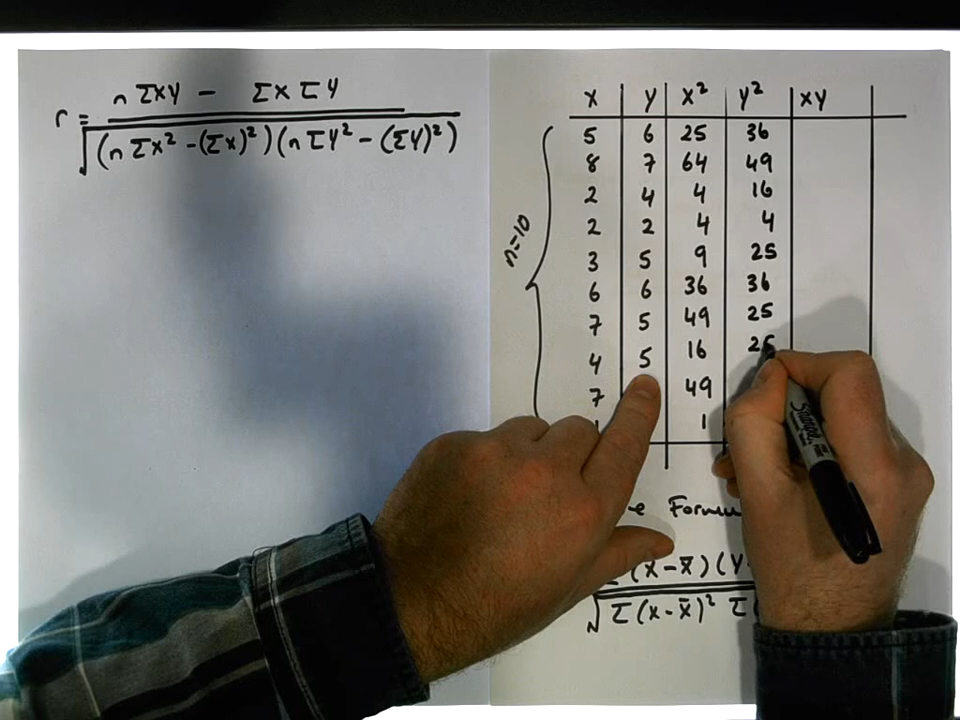 n ΣXY - ΣX ΣY
r =
√(n ΣX² - (ΣX)²)(n ΣY² - (ΣY)²)
X Y X² Y² XY
5 6 25 36
8 7 64 49
2 4 4 16
2 2 4 4
n=10
3 5 9 25
6 6 36 36
7 5 49 25
4 5 16 25
7 49
1
(X-X̄)(Y
√Σ(X-X̄)² Σ
Sharpie